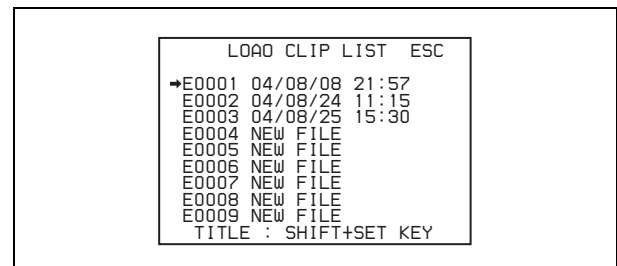 LOAD CLIP LIST ESC
➡E0001 04/08/08 21:57
E0002 04/08/24 11:15
E0003 04/08/25 15:30
E0004 NEW FILE
E0005 NEW FILE
E0006 NEW FILE
E0007 NEW FILE
E0008 NEW FILE
E0009 NEW FILE
TITLE : SHIFT+SET KEY